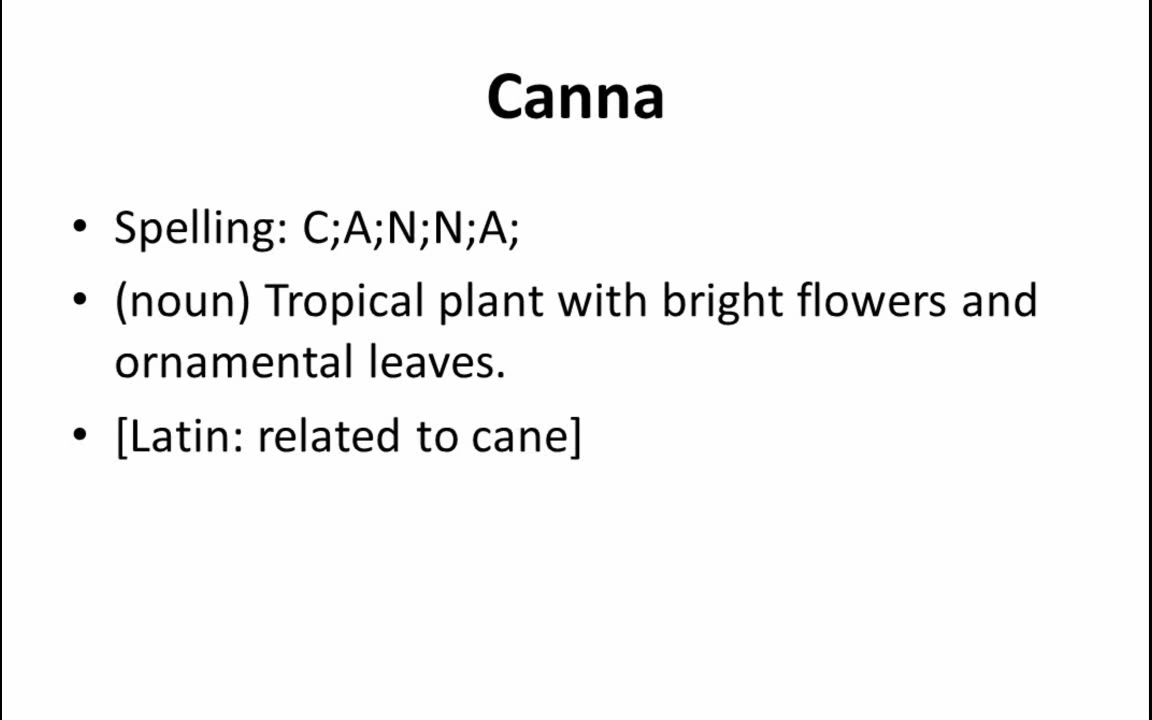 Canna
• Spelling: C;A;N;N;A;
• (noun) Tropical plant with bright flowers and
ornamental leaves.
• [Latin: related to cane]